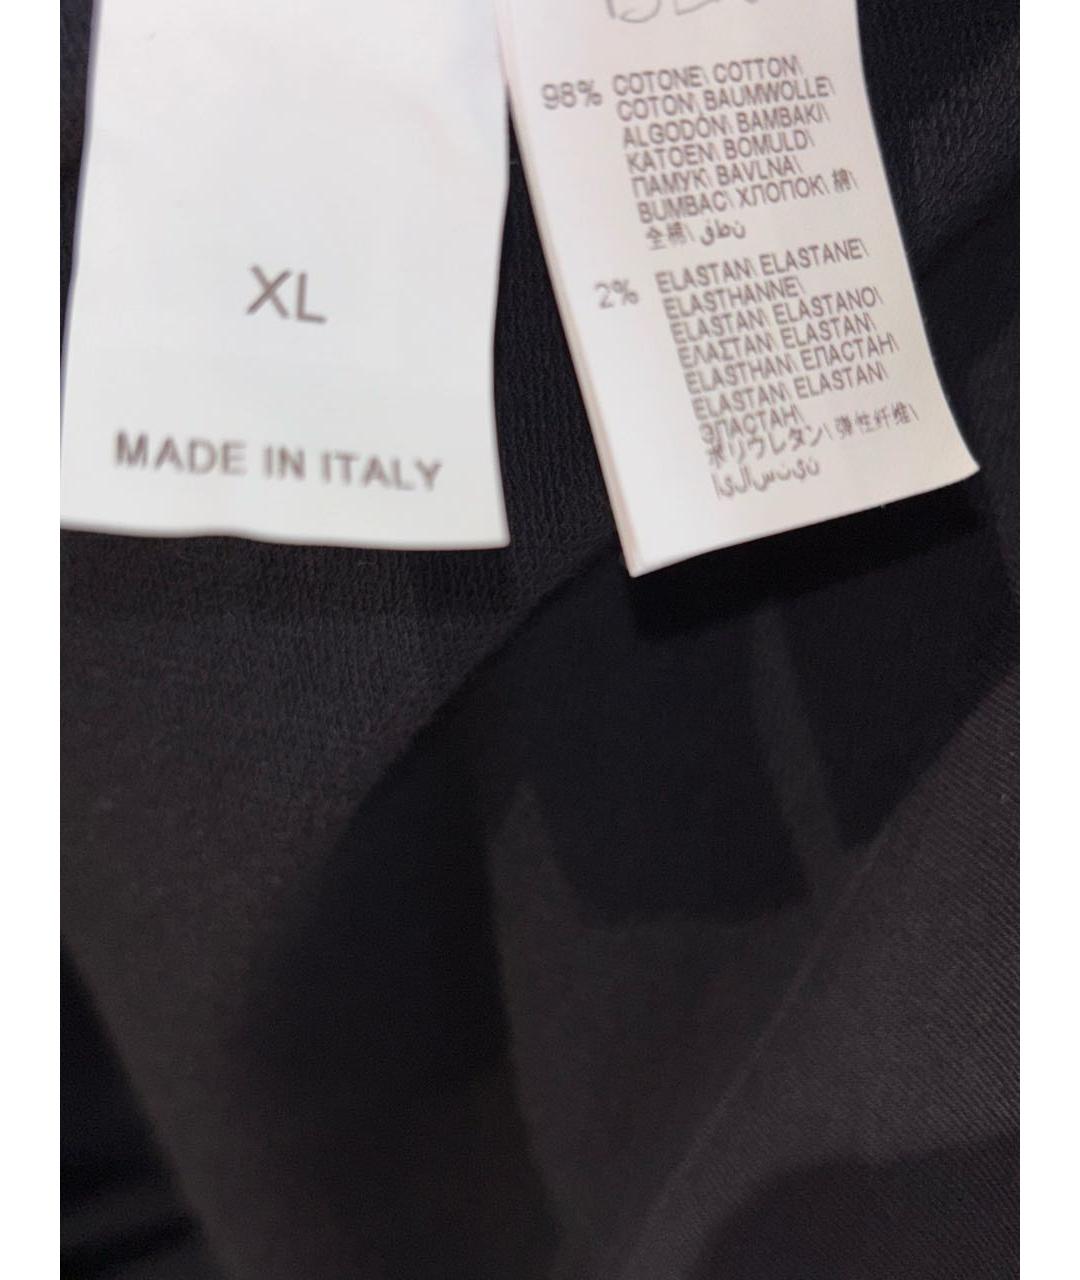 XL
MADE IN ITALY
98% COTONE\ COTTON\
COTON\ BAUMWOLLE\
ALGODÓN\ BAMBAKI\
KATOEN\ BOMULD\
ПАМУК\ BAVLNA\
BUMBAC\ ХЛОПОК\ 棉\
全棉\ قطن
2% ELASTAN\ ELASTANE\
ELASTHANNE\
ELASTAN\ ELASTANO\
ΕΛΑΣΤΑΝ\ ELASTAN\
ELASTHAN\ ЕЛАСТАН\
ELASTAN\ ELASTAN\
ЭЛАСТАН\
ポリウレタン\ 弹性纤维\